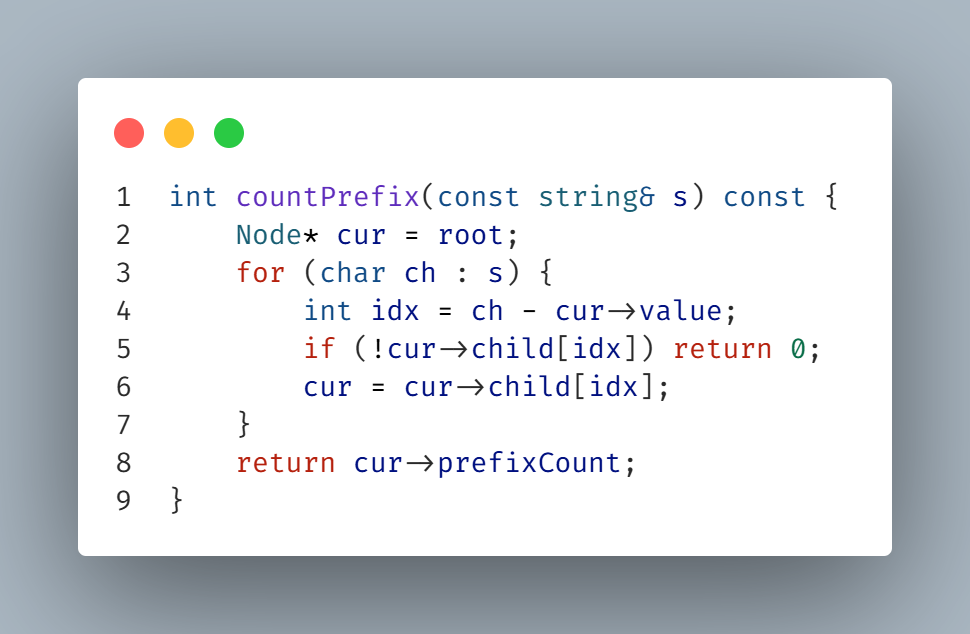 1 int countPrefix(const string& s) const {
2     Node* cur = root;
3     for (char ch : s) {
4         int idx = ch - cur->value;
5         if (!cur->child[idx]) return 0;
6         cur = cur->child[idx];
7     }
8     return cur->prefixCount;
9 }